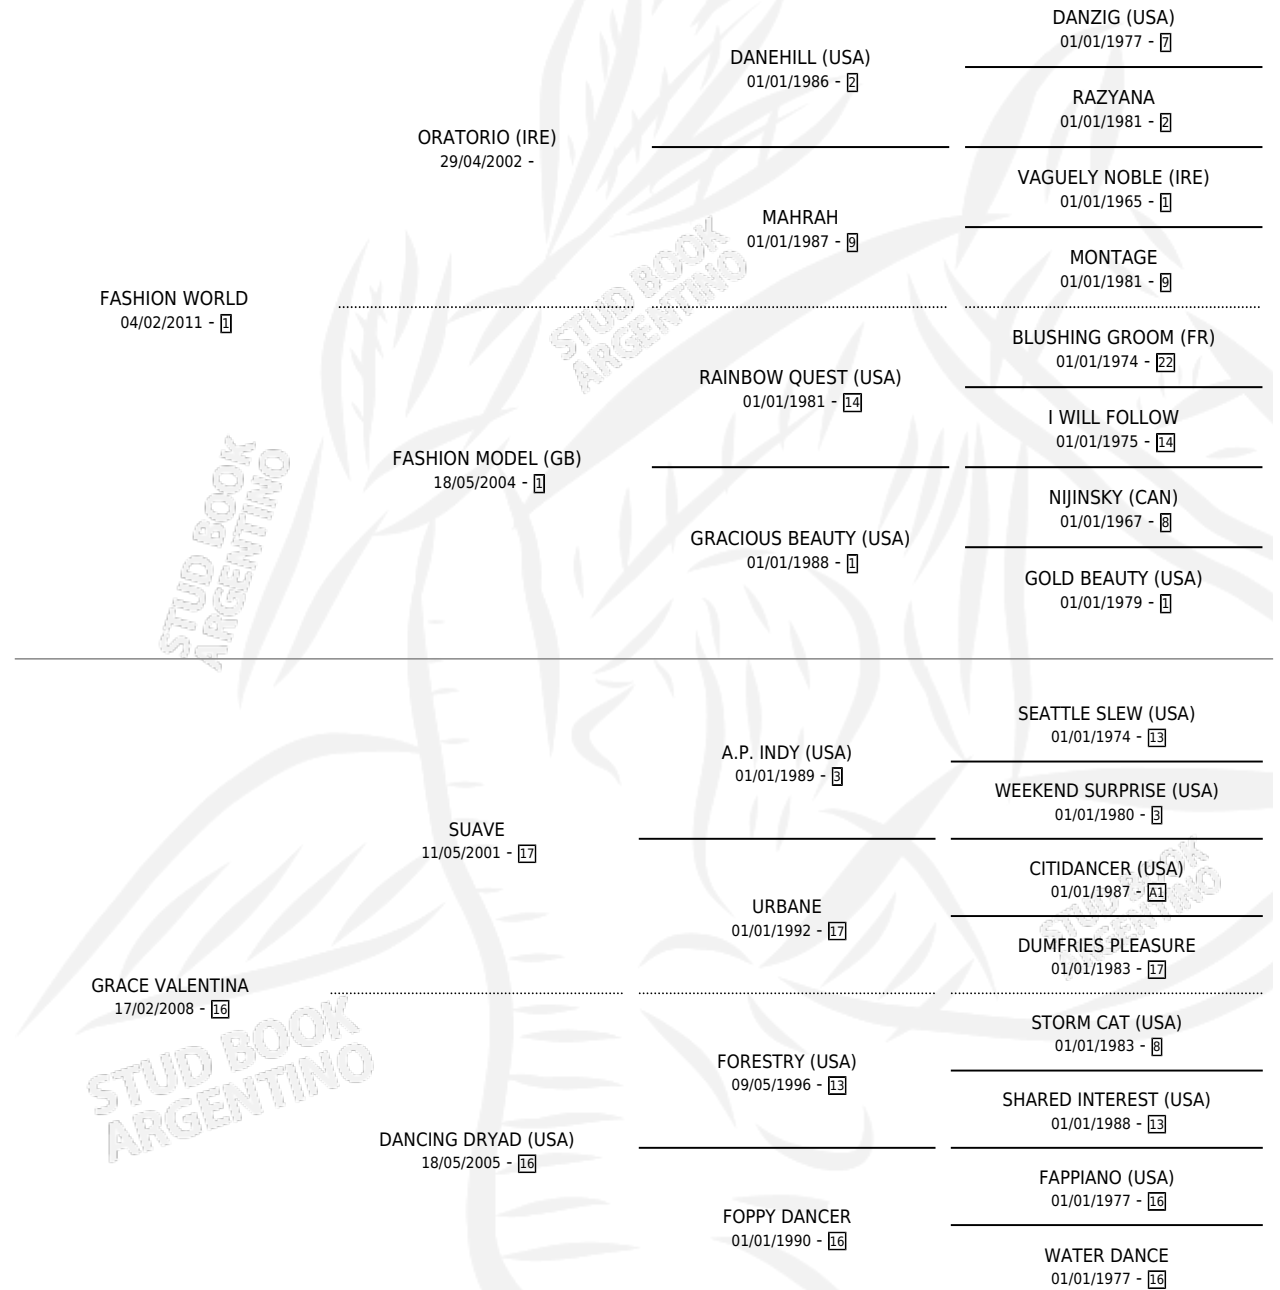 DANZIG (USA)
01/01/1977 - 7
DANEHILL (USA)
01/01/1986 - 2
RAZYANA
01/01/1981 - 2
ORATORIO (IRE)
29/04/2002 -
VAGUELY NOBLE (IRE)
01/01/1965 - 1
MAHRAH
01/01/1987 - 9
MONTAGE
01/01/1981 - 9
FASHION WORLD
04/02/2011 - 1
BLUSHING GROOM (FR)
01/01/1974 - 22
RAINBOW QUEST (USA)
01/01/1981 - 14
I WILL FOLLOW
01/01/1975 - 14
FASHION MODEL (GB)
18/05/2004 - 1
NIJINSKY (CAN)
01/01/1967 - 8
GRACIOUS BEAUTY (USA)
01/01/1988 - 1
GOLD BEAUTY (USA)
01/01/1979 - 1
SEATTLE SLEW (USA)
01/01/1974 - 13
A.P. INDY (USA)
01/01/1989 - 3
WEEKEND SURPRISE (USA)
01/01/1980 - 3
SUAVE
11/05/2001 - 17
CITIDANCER (USA)
01/01/1987 - A1
URBANE
01/01/1992 - 17
DUMFRIES PLEASURE
01/01/1983 - 17
GRACE VALENTINA
17/02/2008 - 16
STORM CAT (USA)
01/01/1983 - 8
FORESTRY (USA)
09/05/1996 - 13
SHARED INTEREST (USA)
01/01/1988 - 13
DANCING DRYAD (USA)
18/05/2005 - 16
FAPPIANO (USA)
01/01/1977 - 16
FOPPY DANCER
01/01/1990 - 16
WATER DANCE
01/01/1977 - 16
STUD BOOK
ARGENTINO
STUD BOOK
ARGENTINO
STUD BOOK
ARGENTINO
STUD BOOK
ARGENTINO